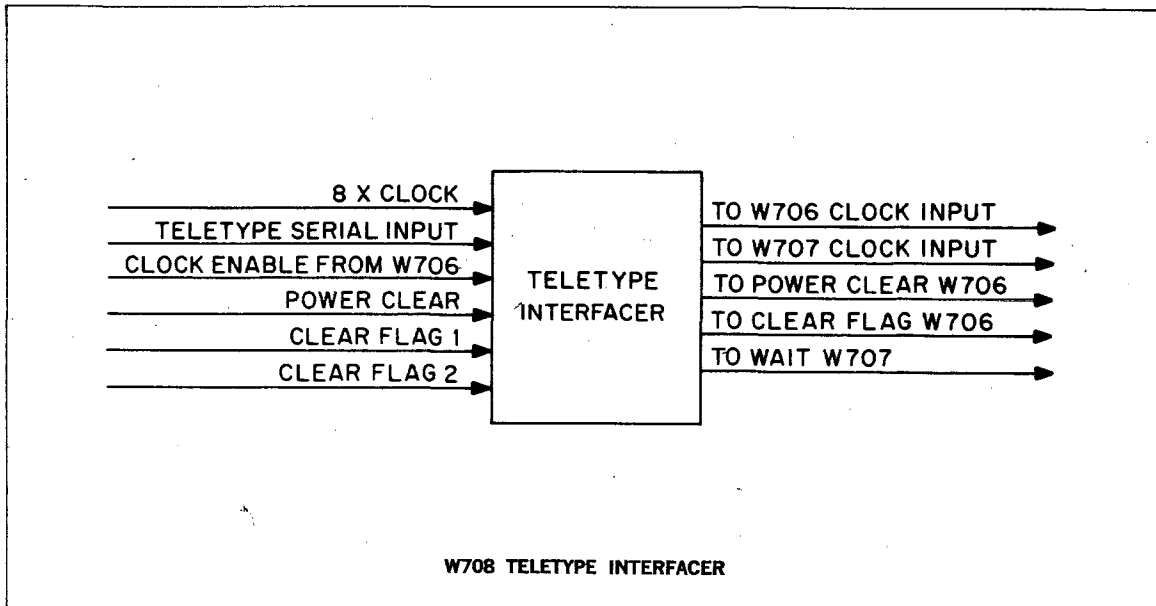 8 X CLOCK
TELETYPE SERIAL INPUT
CLOCK ENABLE FROM W706
POWER CLEAR
CLEAR FLAG 1
CLEAR FLAG 2
TELETYPE
INTERFACER
TO W706 CLOCK INPUT
TO W707 CLOCK INPUT
TO POWER CLEAR W706
TO CLEAR FLAG W706
TO WAIT W707
W708 TELETYPE INTERFACER